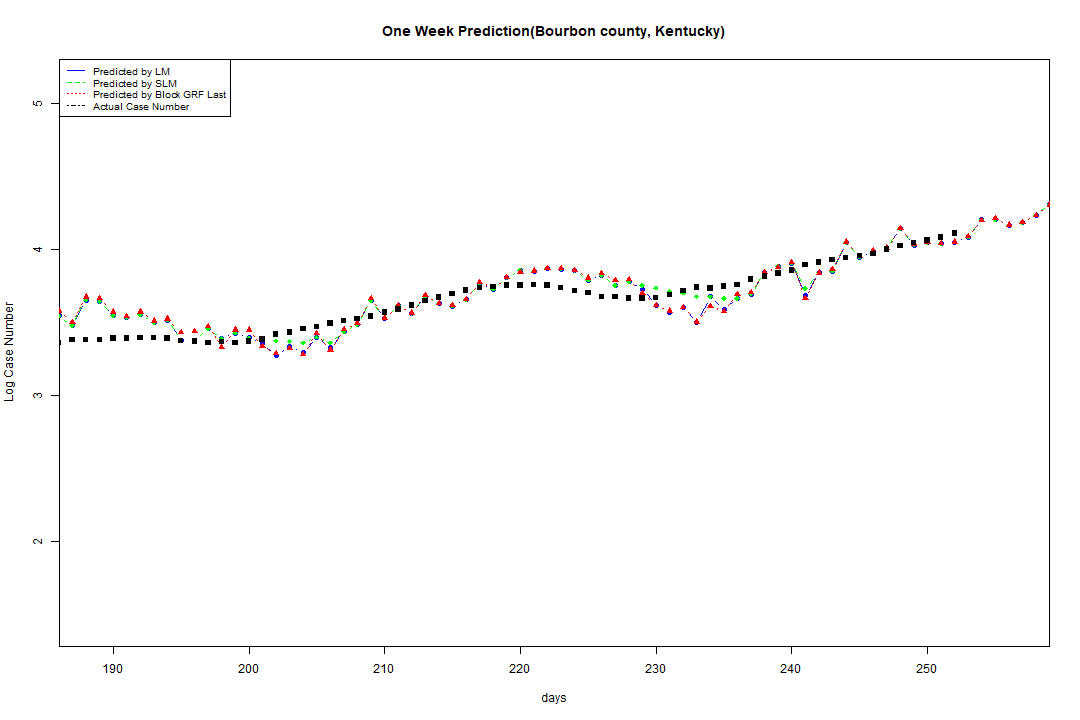 One Week Prediction(Bourbon county, Kentucky)
Predicted by LM
Predicted by SLM
Predicted by Block GRF Last
Actual Case Number
5
4
3
2
Log Case Number
190 200 210 220 230 240 250
days